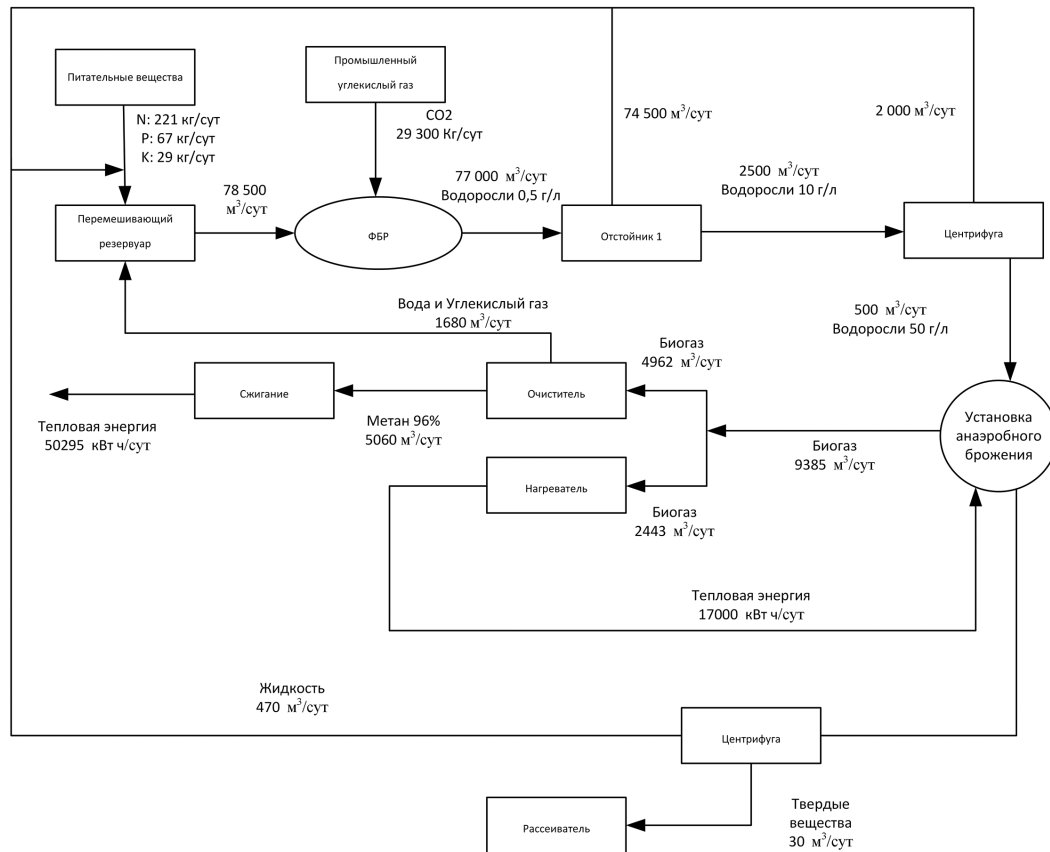 Питательные вещества
Промышленный
углекислый газ
N: 221 кг/сут
P: 67 кг/сут
K: 29 кг/сут
CO2
29 300 Кг/сут
74 500 м³/сут
2 000 м³/сут
78 500
м³/сут
77 000 м³/сут
Водоросли 0,5 г/л
2500 м³/сут
Водоросли 10 г/л
Перемешивающий
резервуар
ФБР
Отстойник 1
Центрифуга
Вода и Углекислый газ
1680 м³/сут
500 м³/сут
Водоросли 50 г/л
Биогаз
4962 м³/сут
Сжигание
Очиститель
Тепловая энергия
50295 кВт ч/сут
Метан 96%
5060 м³/сут
Биогаз
9385 м³/сут
Установка
анаэробного
брожения
Нагреватель
Биогаз
2443 м³/сут
Тепловая энергия
17000 кВт ч/сут
Жидкость
470 м³/сут
Центрифуга
Рассеиватель
Твердые
вещества
30 м³/сут